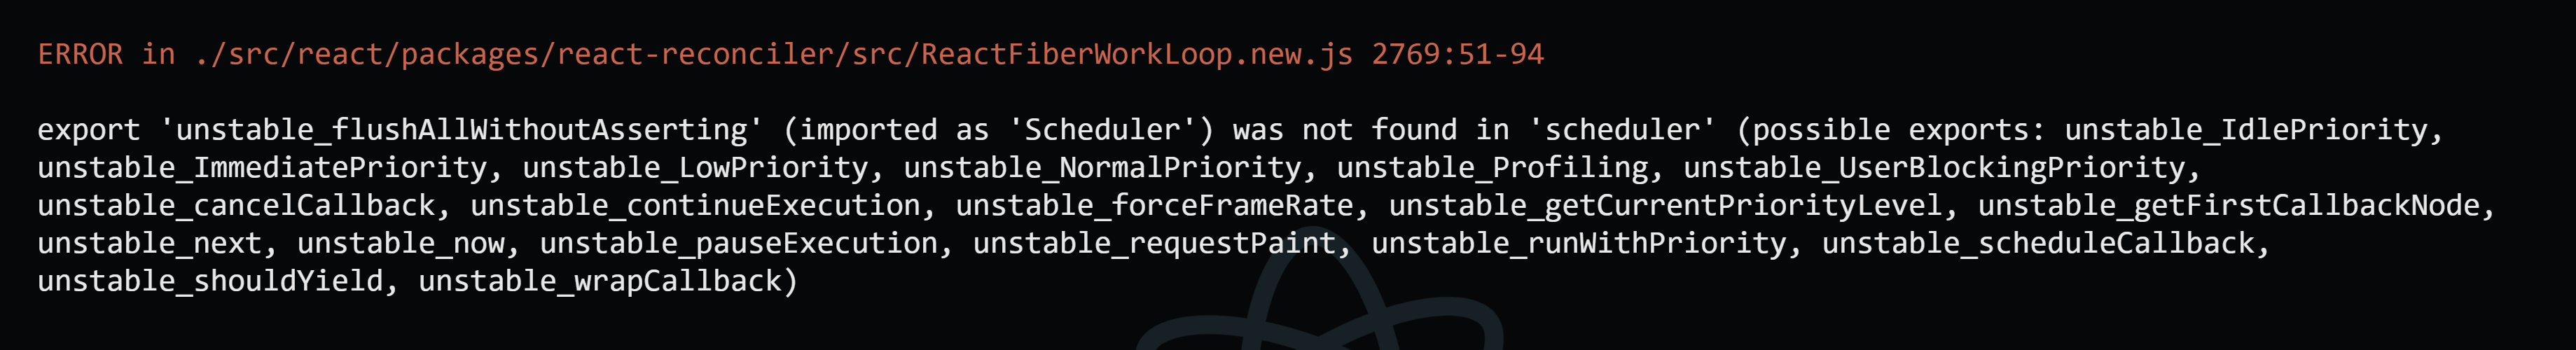 ERROR in ./src/react/packages/react-reconciler/src/ReactFiberWorkLoop.new.js 2769:51-94
export 'unstable_flushAllWithoutAsserting' (imported as 'Scheduler') was not found in 'scheduler' (possible exports: unstable_IdlePriority,
unstable_ImmediatePriority, unstable_LowPriority, unstable_NormalPriority, unstable_Profiling, unstable_UserBlockingPriority,
unstable_cancelCallback, unstable_continueExecution, unstable_forceFrameRate, unstable_getCurrentPriorityLevel, unstable_getFirstCallbackNode,
unstable_next, unstable_now, unstable_pauseExecution, unstable_requestPaint, unstable_runWithPriority, unstable_scheduleCallback,
unstable_shouldYield, unstable_wrapCallback)